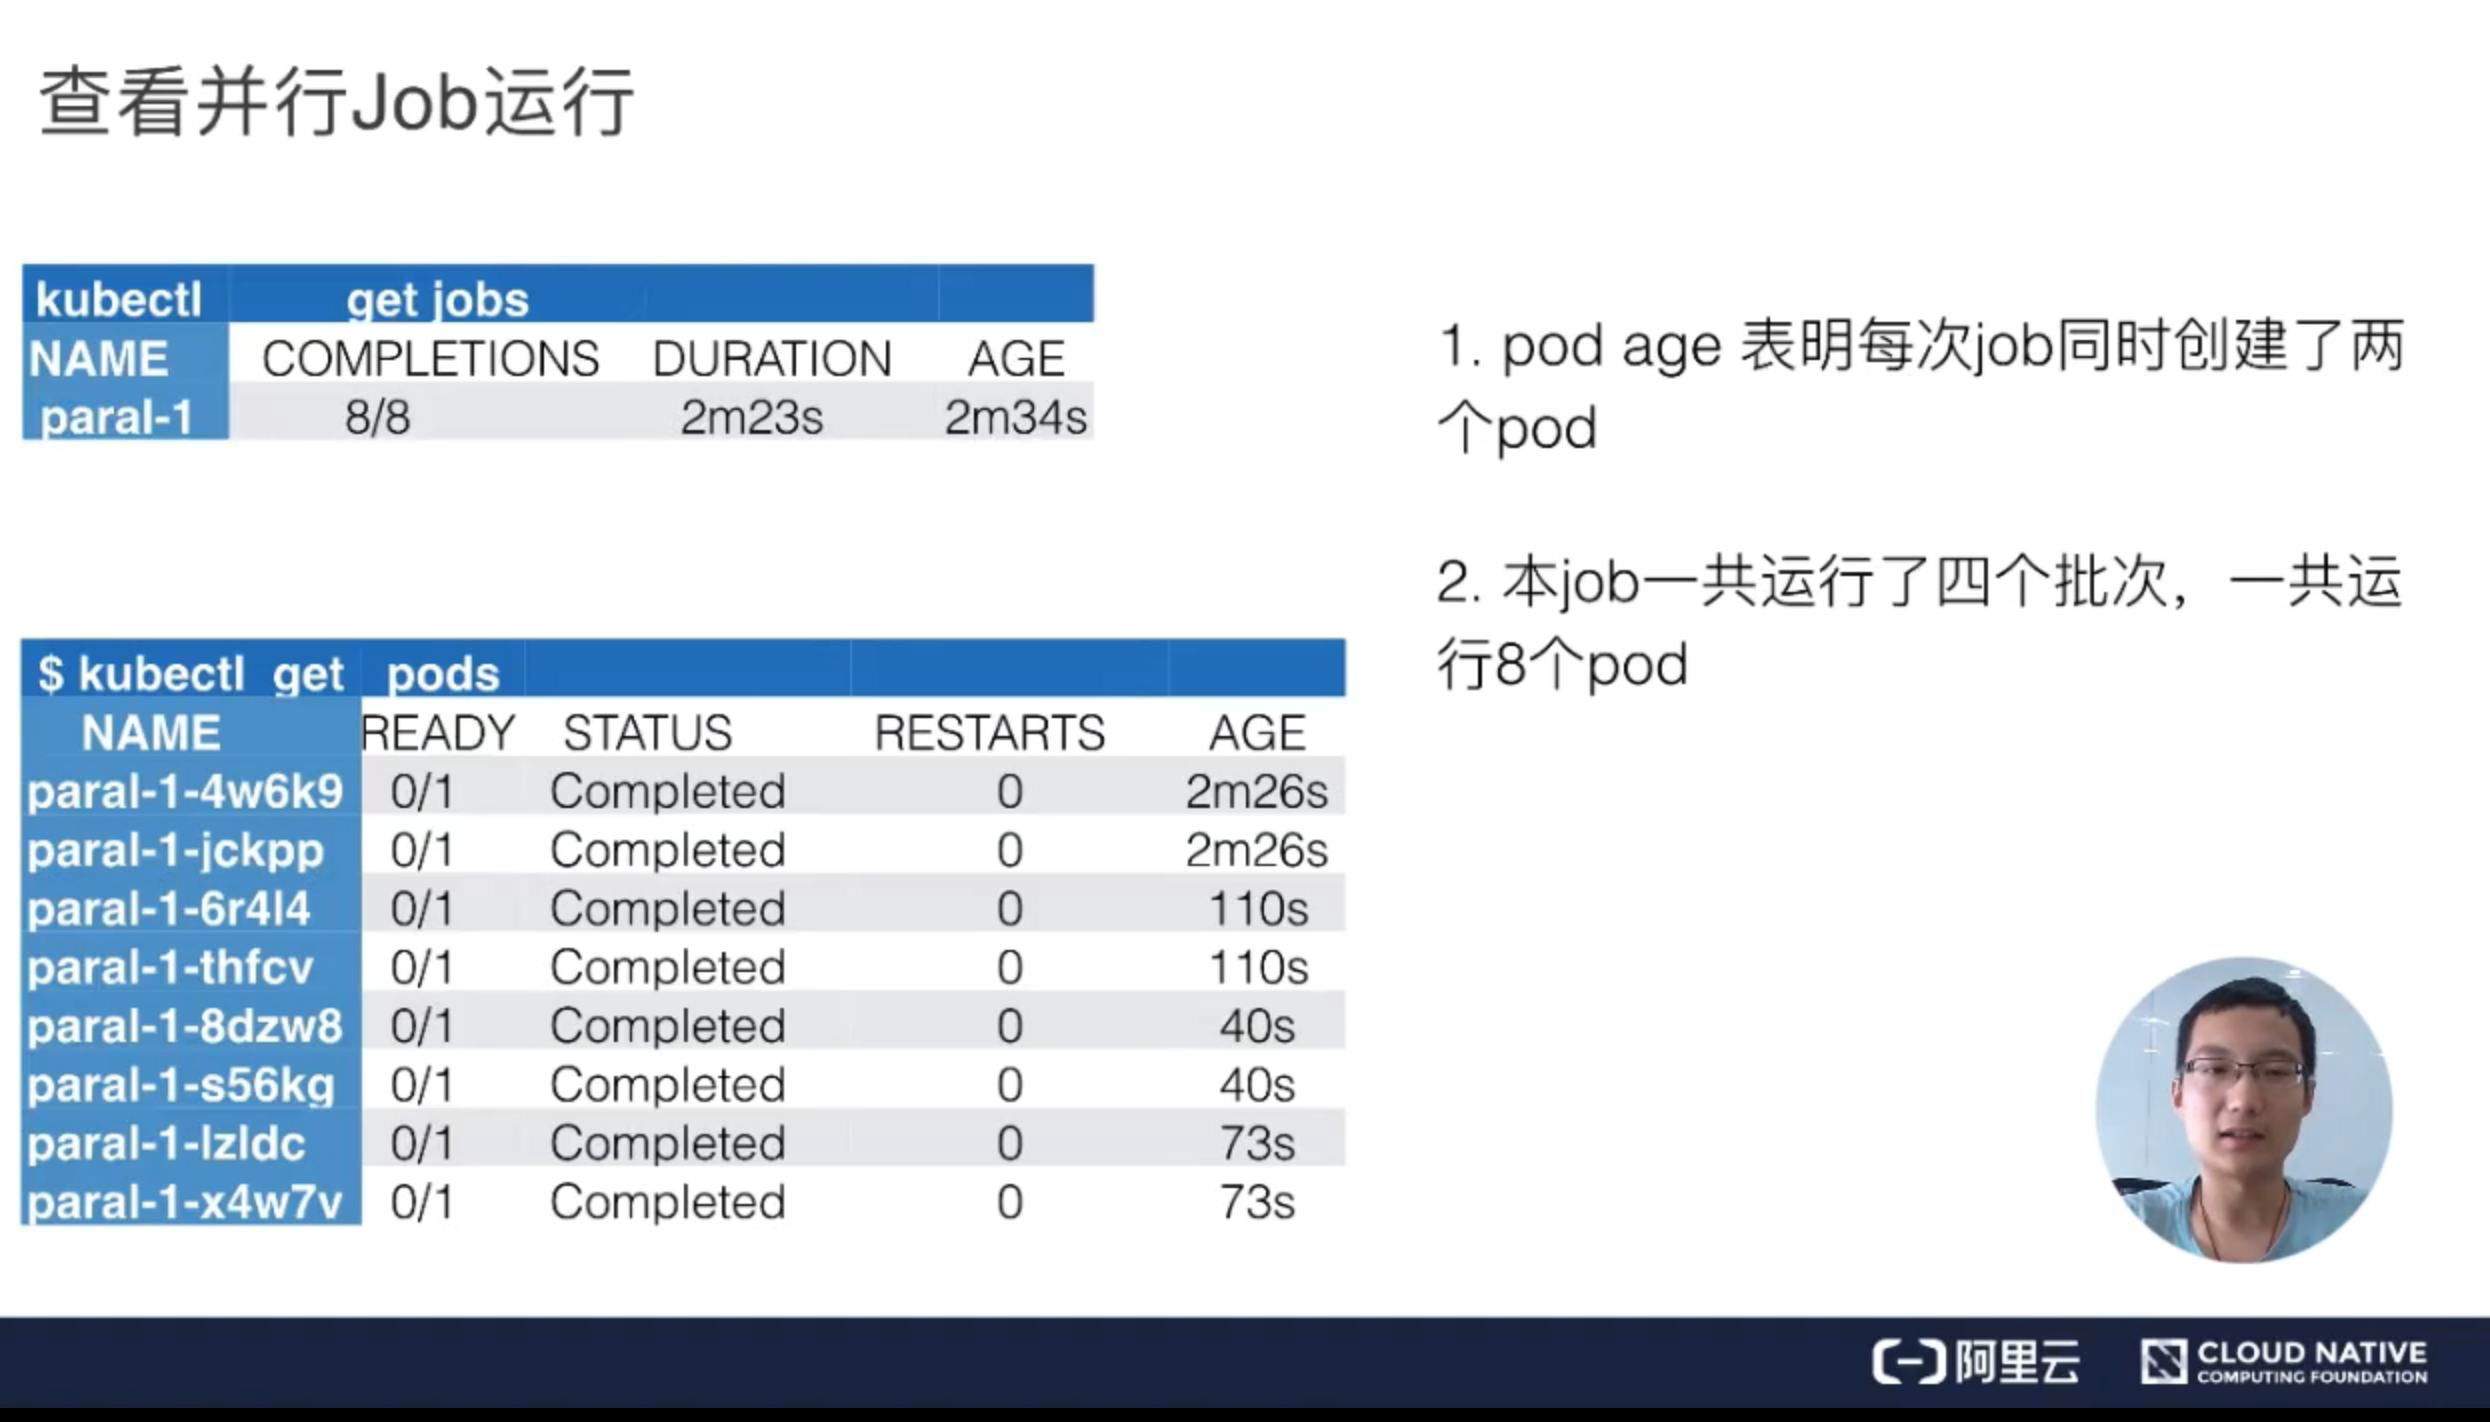 查看并行Job运行
kubectl get jobs
NAME COMPLETIONS DURATION AGE
paral-1 8/8 2m23s 2m34s
1. pod age 表明每次job同时创建了两
个pod
2. 本job一共运行了四个批次，一共运
行8个pod
$ kubectl get pods
NAME READY STATUS RESTARTS AGE
paral-1-4w6k9 0/1 Completed 0 2m26s
paral-1-jckpp 0/1 Completed 0 2m26s
paral-1-6r4l4 0/1 Completed 0 110s
paral-1-thfcv 0/1 Completed 0 110s
paral-1-8dzw8 0/1 Completed 0 40s
paral-1-s56kg 0/1 Completed 0 40s
paral-1-lzldc 0/1 Completed 0 73s
paral-1-x4w7v 0/1 Completed 0 73s
阿里云
CLOUD NATIVE
COMPUTING FOUNDATION